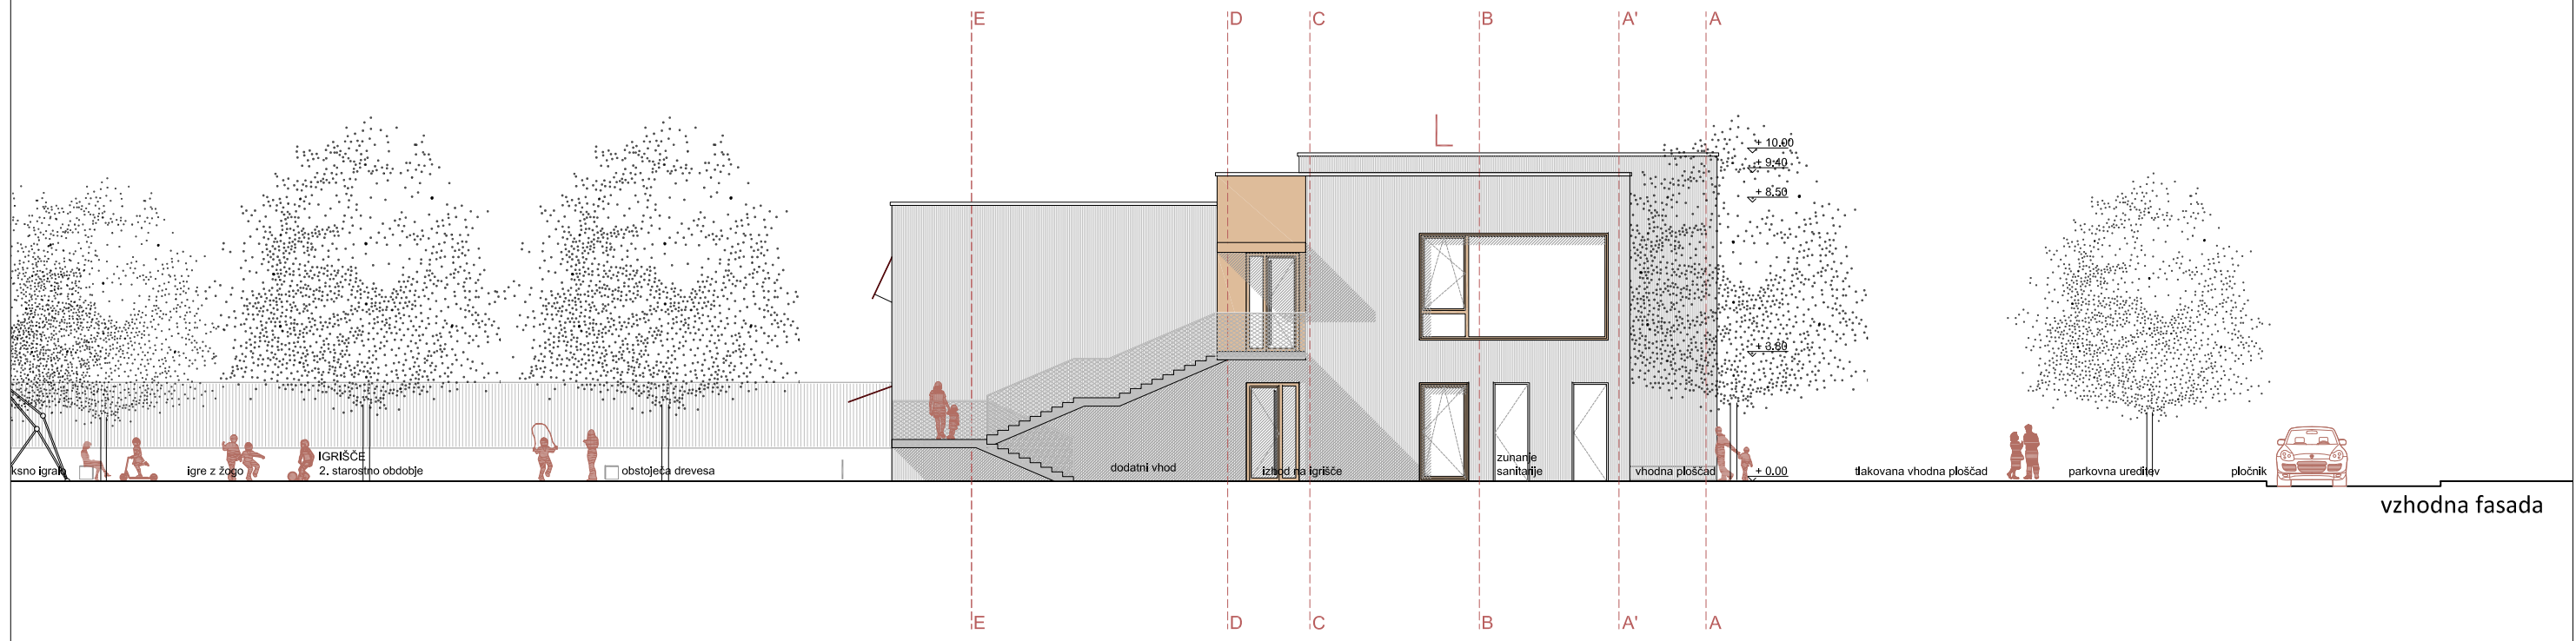 E
D
C
B
A'
A
+ 10.00
+ 9.40
+ 8.50
+ 3.80
ksno igralo
igre z žogo
IGRIŠČE
2. starostno obdobje
obstoječa drevesa
dodatni vhod
izhod na igrišče
zunanje
sanitarije
vhodna ploščad
+ 0.00
tlakovana vhodna ploščad
parkovna ureditev
pločnik
vzhodna fasada
E
D
C
B
A'
A